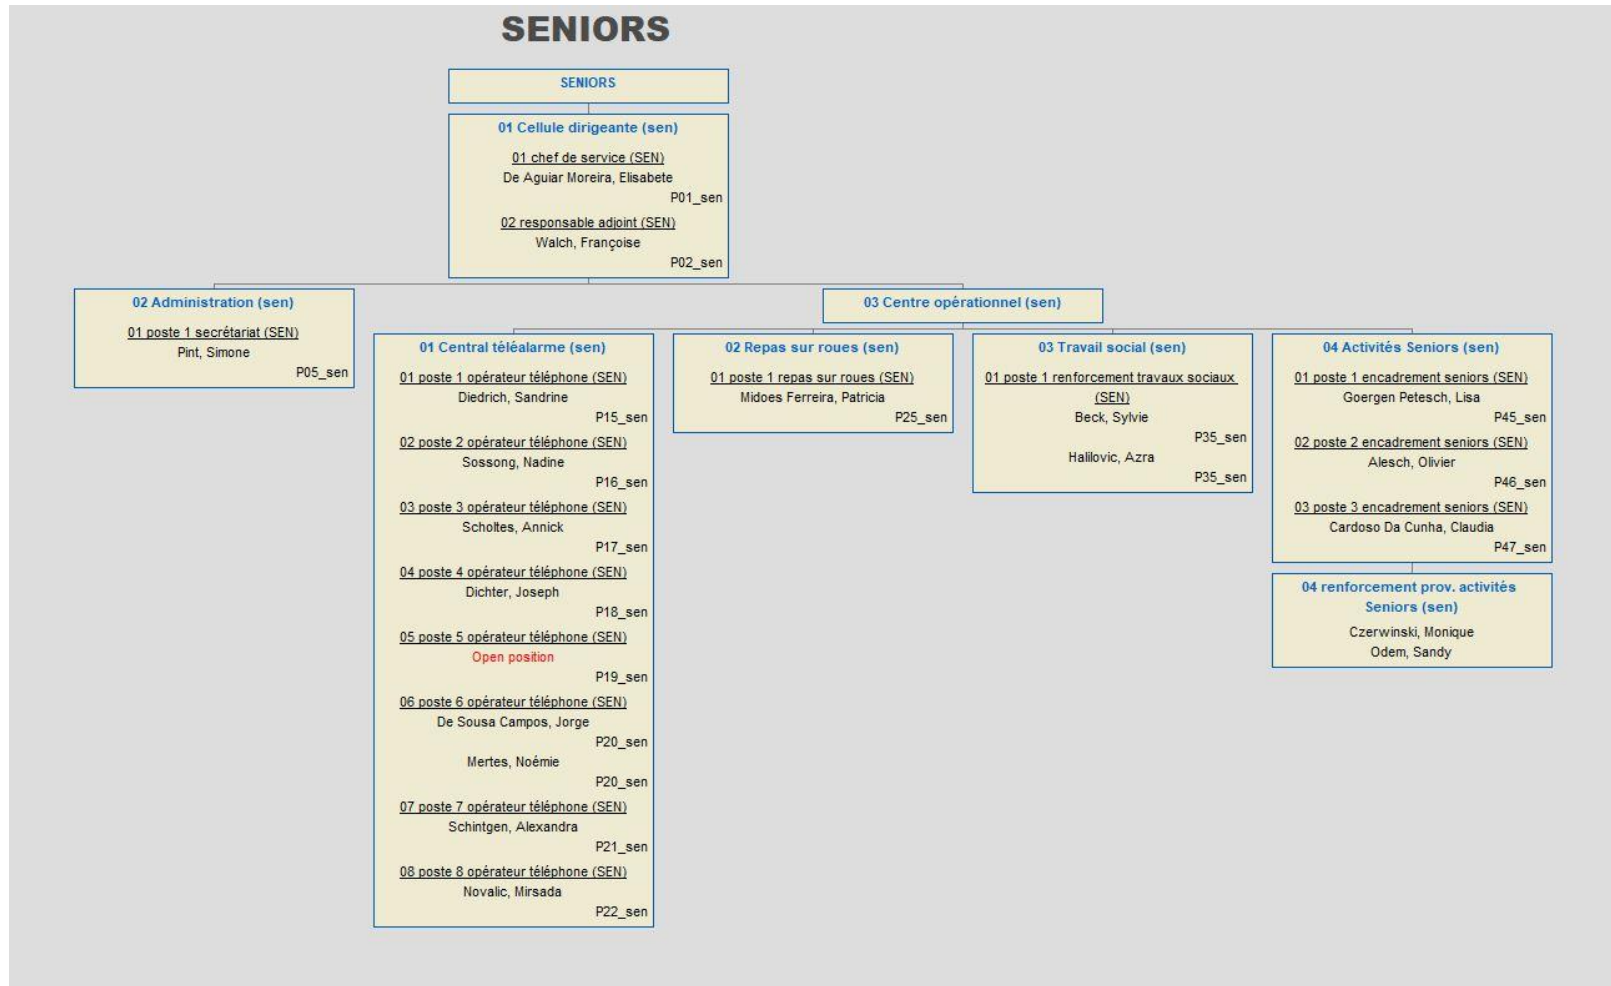 SENIORS
SENIORS
01 Cellule dirigeante (sen)
01 chef de service (SEN)
De Aguiar Moreira, Elisabete
P01_sen
02 responsable adjoint (SEN)
Walch, Françoise
P02_sen
02 Administration (sen)
01 poste 1 secrétariat (SEN)
Pint, Simone
P05_sen
03 Centre opérationnel (sen)
01 Central téléalarme (sen)
01 poste 1 opérateur téléphone (SEN)
Diedrich, Sandrine
P15_sen
02 poste 2 opérateur téléphone (SEN)
Sossong, Nadine
P16_sen
03 poste 3 opérateur téléphone (SEN)
Scholtes, Annick
P17_sen
04 poste 4 opérateur téléphone (SEN)
Dichter, Joseph
P18_sen
05 poste 5 opérateur téléphone (SEN)
Open position
P19_sen
06 poste 6 opérateur téléphone (SEN)
De Sousa Campos, Jorge
P20_sen
Mertes, Noémie
P20_sen
07 poste 7 opérateur téléphone (SEN)
Schintgen, Alexandra
P21_sen
08 poste 8 opérateur téléphone (SEN)
Novalic, Mirsada
P22_sen
02 Repas sur roues (sen)
01 poste 1 repas sur roues (SEN)
Midoes Ferreira, Patricia
P25_sen
03 Travail social (sen)
01 poste 1 renforcement travaux sociaux
(SEN)
Beck, Sylvie
P35_sen
Halilovic, Azra
P35_sen
04 Activités Seniors (sen)
01 poste 1 encadrement seniors (SEN)
Goergen Petesch, Lisa
P45_sen
02 poste 2 encadrement seniors (SEN)
Alesch, Olivier
P46_sen
03 poste 3 encadrement seniors (SEN)
Cardoso Da Cunha, Claudia
P47_sen
04 renforcement prov. activités
Seniors (sen)
Czerwinski, Monique
Odem, Sandy